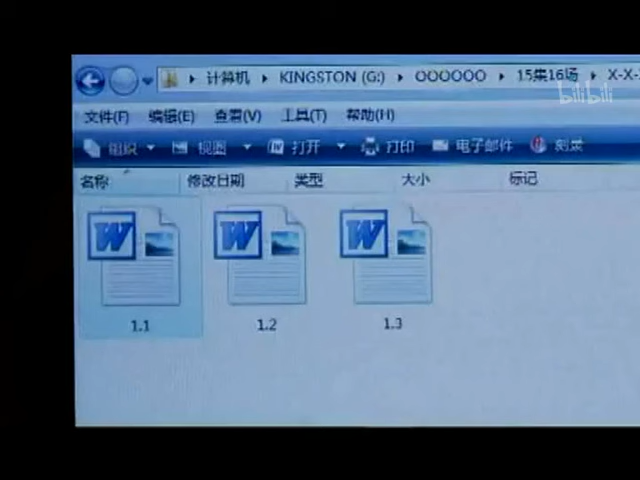 计算机 ▸ KINGSTON (G:) ▸ OOOOOO ▸ 15集16场 ▸ X-X-
bilibili
文件(F) 编辑(E) 查看(V) 工具(T) 帮助(H)
组织 视图 打开 打印 电子邮件 刻录
名称 修改日期 类型 大小 标记
W W W
1.1 1.2 1.3